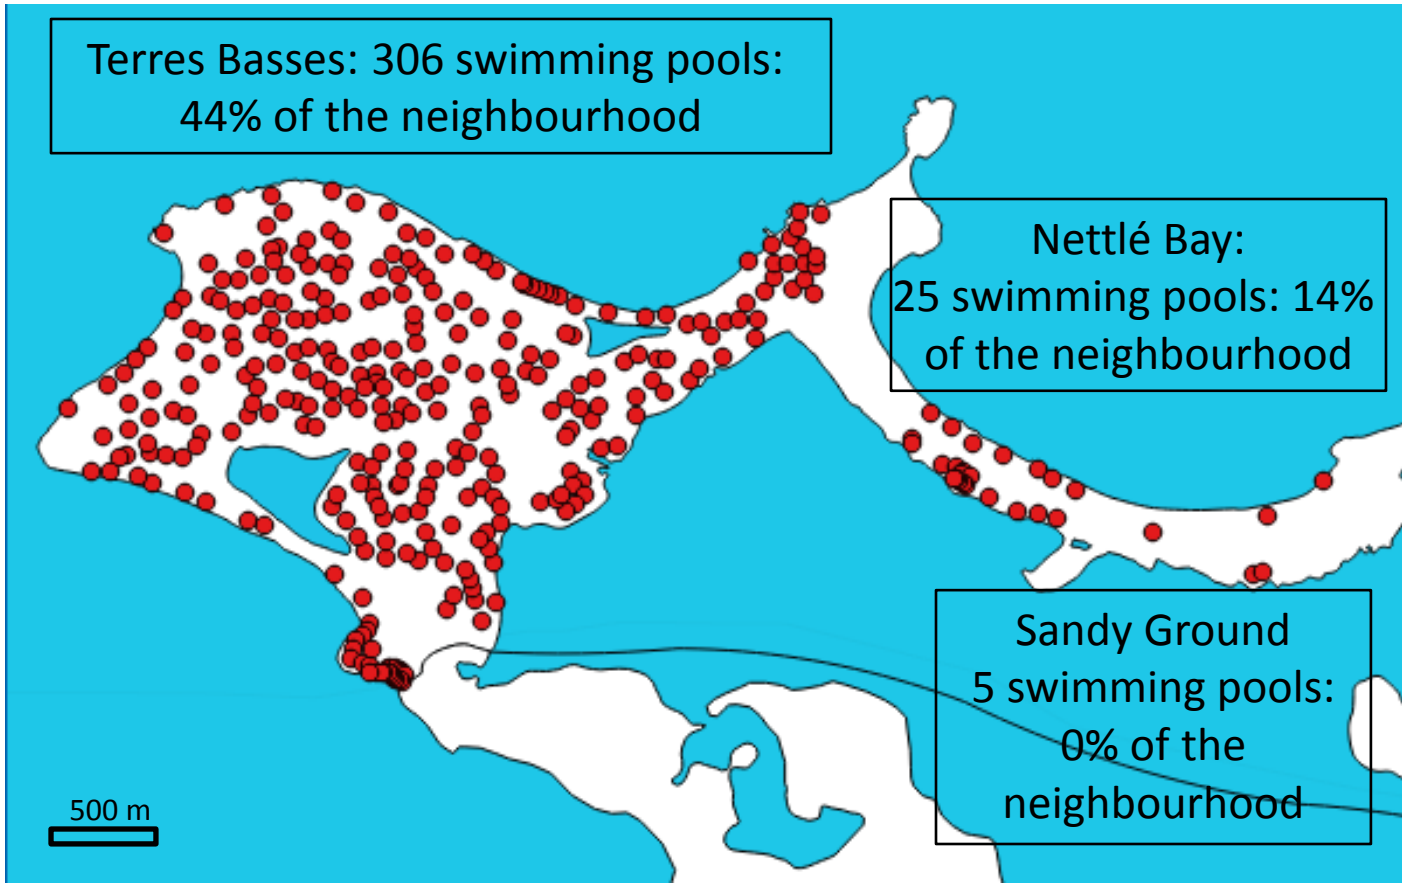 Terres Basses: 306 swimming pools:
44% of the neighbourhood
Nettlé Bay:
25 swimming pools: 14%
of the neighbourhood
Sandy Ground
5 swimming pools:
0% of the
neighbourhood
500 m